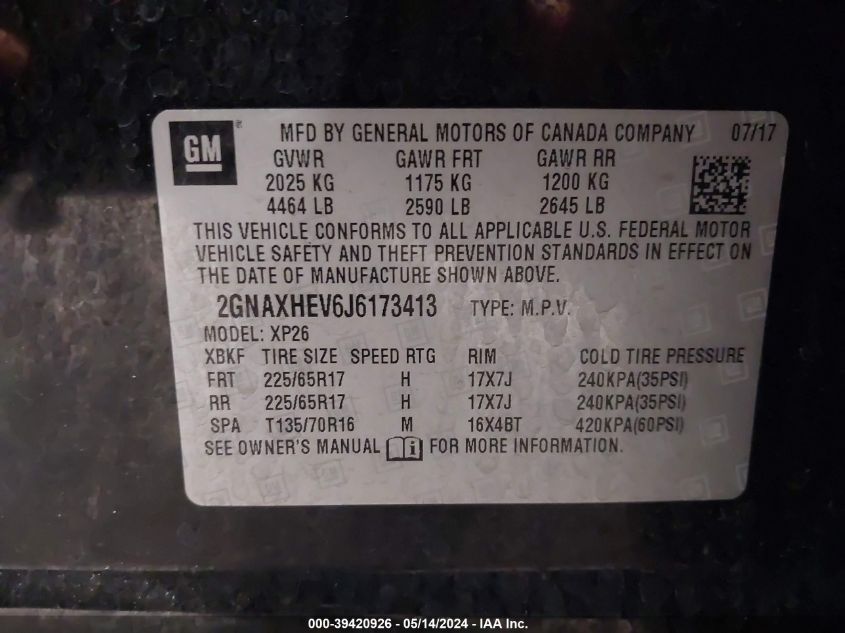 GM ® MFD BY GENERAL MOTORS OF CANADA COMPANY 07/17
GVWR GAWR FRT GAWR RR
2025 KG 1175 KG 1200 KG
4464 LB 2590 LB 2645 LB
THIS VEHICLE CONFORMS TO ALL APPLICABLE U.S. FEDERAL MOTOR
VEHICLE SAFETY AND THEFT PREVENTION STANDARDS IN EFFECT ON
THE DATE OF MANUFACTURE SHOWN ABOVE.
2GNAXHEV6J6173413 TYPE: M.P.V.
MODEL: XP26
XBKF TIRE SIZE SPEED RTG RIM COLD TIRE PRESSURE
FRT 225/65R17 H 17X7J 240KPA(35PSI)
RR 225/65R17 H 17X7J 240KPA(35PSI)
SPA T135/70R16 M 16X4BT 420KPA(60PSI)
SEE OWNER'S MANUAL i FOR MORE INFORMATION.
000-39420926 - 05/14/2024 - IAA Inc.